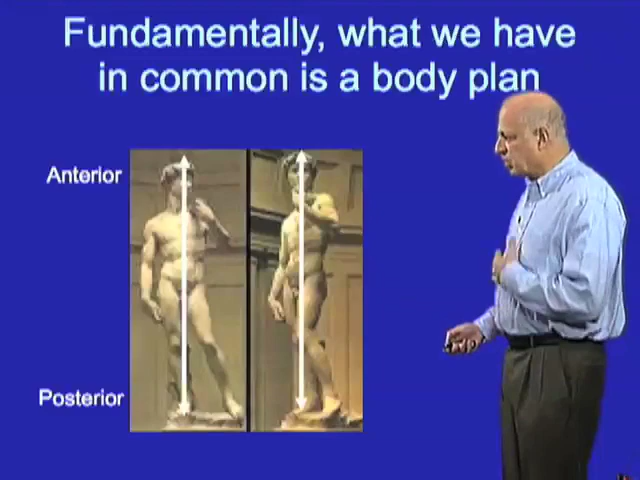 Fundamentally, what we have
in common is a body plan
Anterior
Posterior